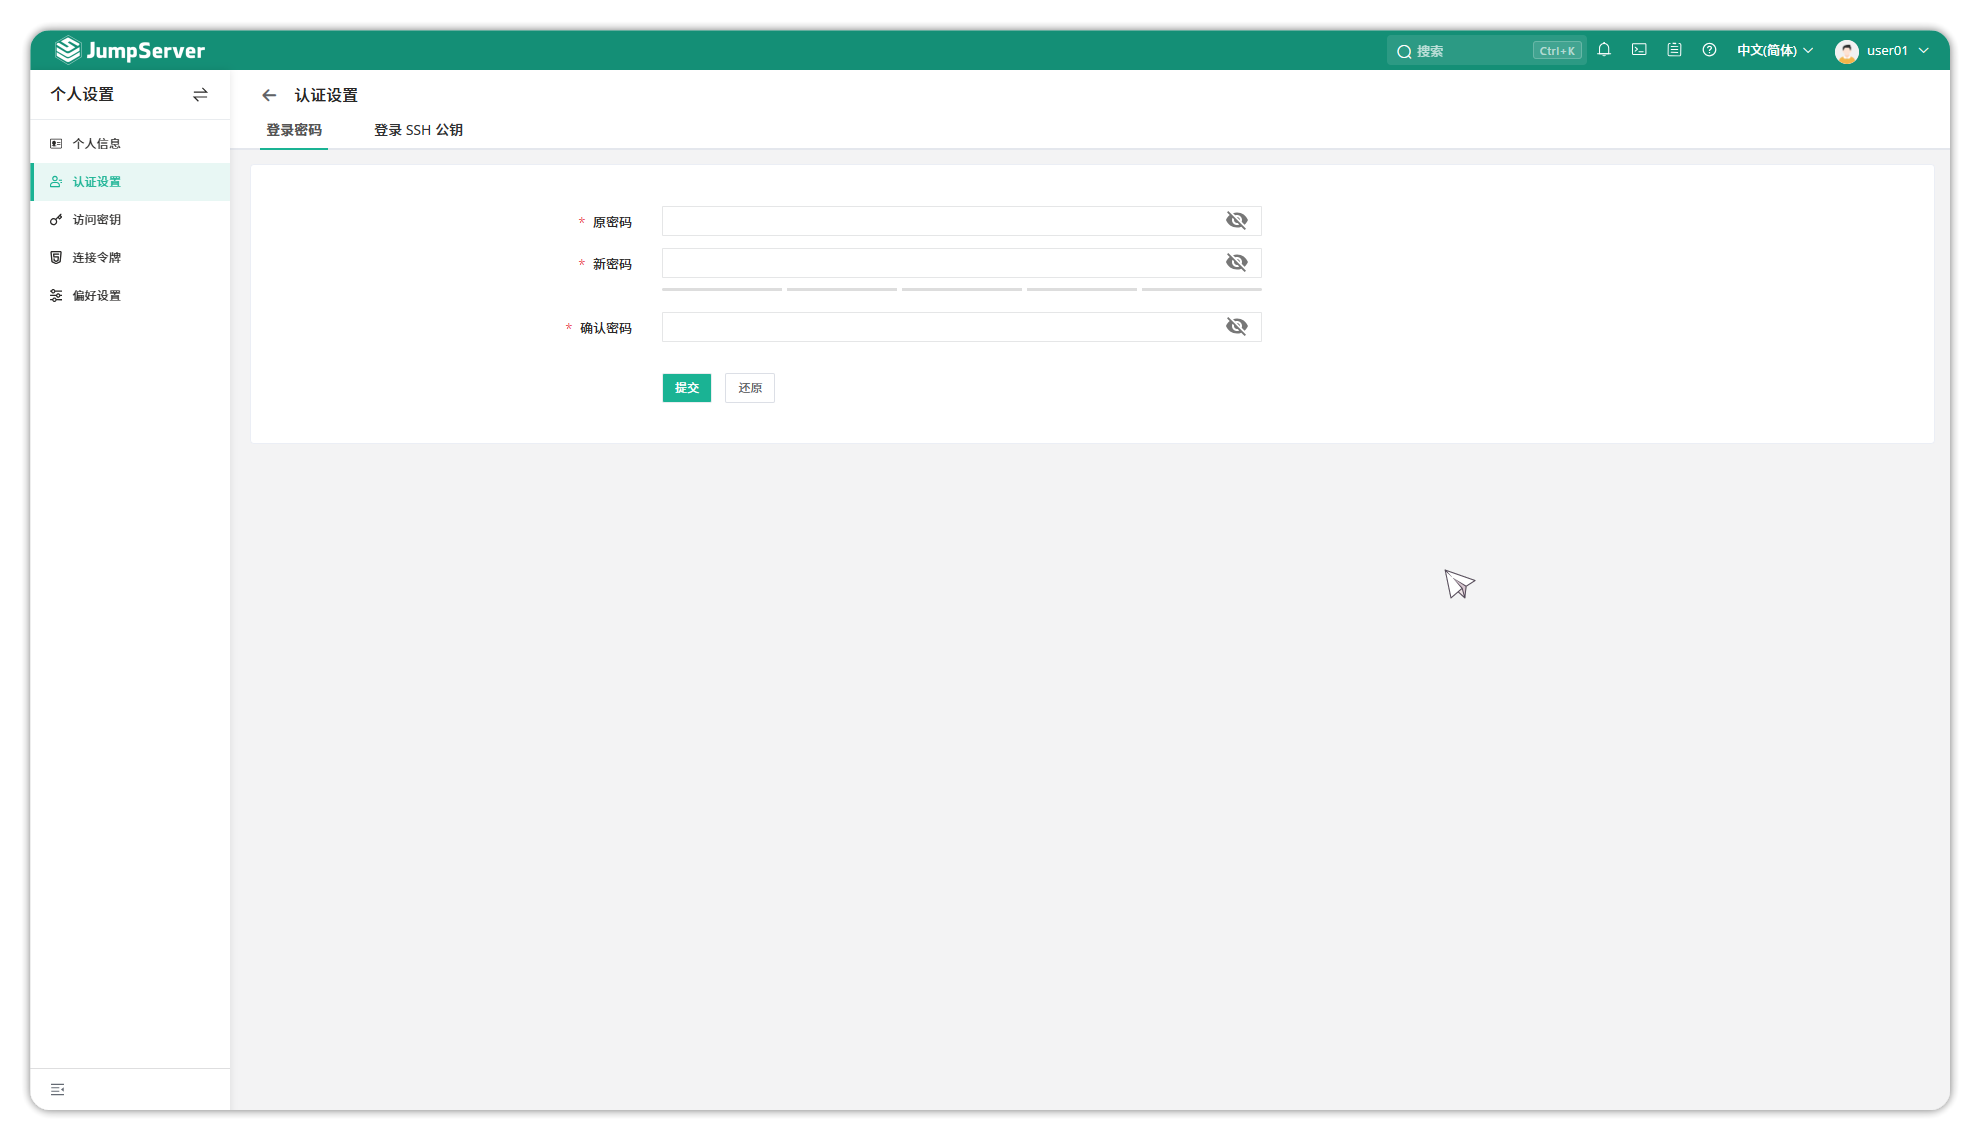 JumpServer
搜索
Ctrl+K
中文(简体)
user01
个人设置
个人信息
认证设置
访问密钥
连接令牌
偏好设置
认证设置
登录密码
登录 SSH 公钥
* 原密码
* 新密码
* 确认密码
提交
还原